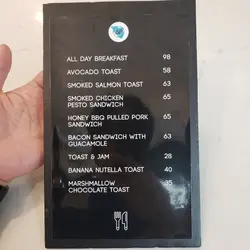 ALL DAY BREAKFAST 98
AVOCADO TOAST 58
SMOKED SALMON TOAST 63
SMOKED CHICKEN 65
PESTO SANDWICH
HONEY BBQ PULLED PORK 65
SANDWICH
BACON SANDWICH WITH 63
GUACAMOLE
TOAST & JAM 28
BANANA NUTELLA TOAST 40
MARSHMALLOW 35
CHOCOLATE TOAST